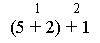 1 2
(5 + 2) + 1